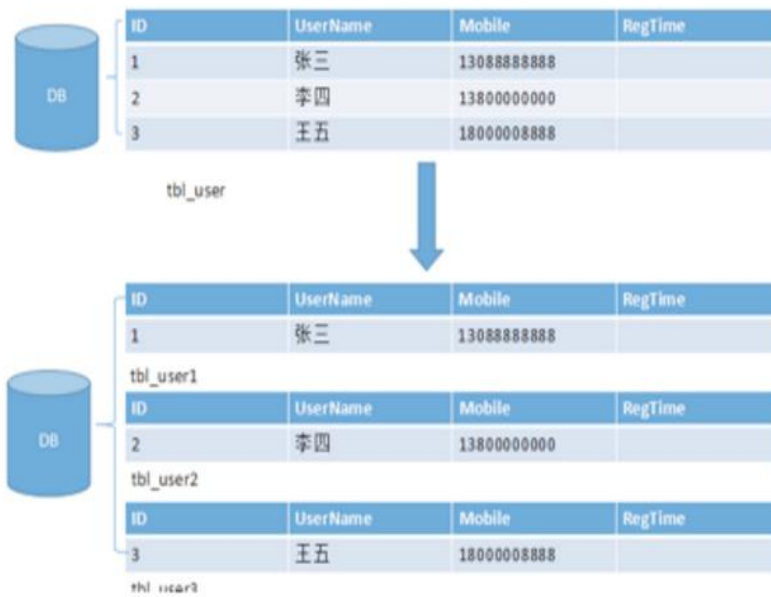 ID UserName Mobile RegTime
1 张三 13088888888
DB
2 李四 13800000000
3 王五 18000008888
tbl_user
ID UserName Mobile RegTime
1 张三 13088888888
tbl_user1
ID UserName Mobile RegTime
DB
2 李四 13800000000
tbl_user2
ID UserName Mobile RegTime
3 王五 18000008888
tbl_user3